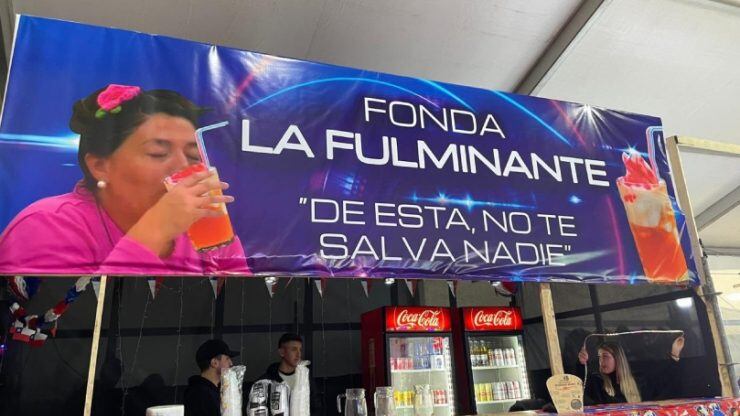 FONDA
LA FULMINANTE
"DE ESTA, NO TE
SALVA NADIE"
Coca-Cola
Coca-Cola